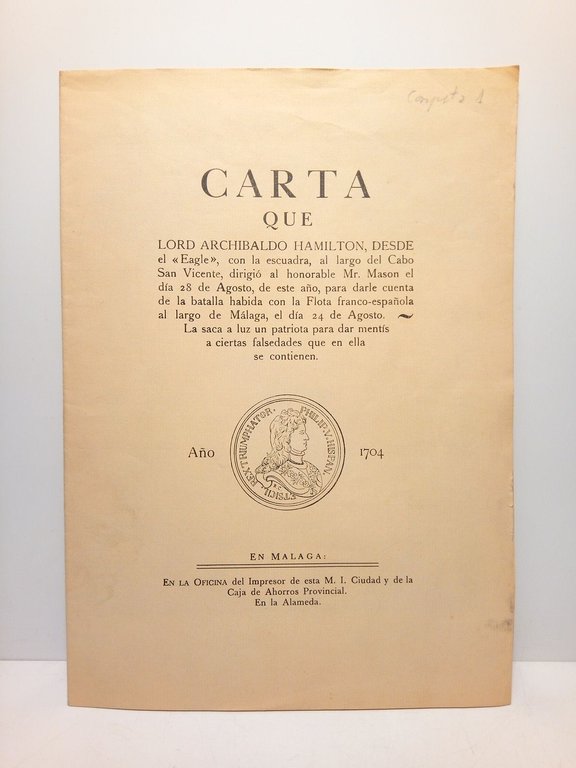 CARTA
QUE
LORD ARCHIBALDO HAMILTON, DESDE
el «Eagle», con la escuadra, al largo del Cabo
San Vicente, dirigió al honorable Mr. Mason el
día 28 de Agosto, de este año, para darle cuenta
de la batalla habida con la Flota franco-española
al largo de Málaga, el día 24 de Agosto. ~
La saca a luz un patriota para dar mentís
a ciertas falsedades que en ella
se contienen.
Año 1704
PHILIP. V. HISPAN. ET SICIL REX TRIUMPHATOR.
EN MALAGA:
EN LA OFICINA del Impresor de esta M. I. Ciudad y de la
Caja de Ahorros Provincial.
En la Alameda.